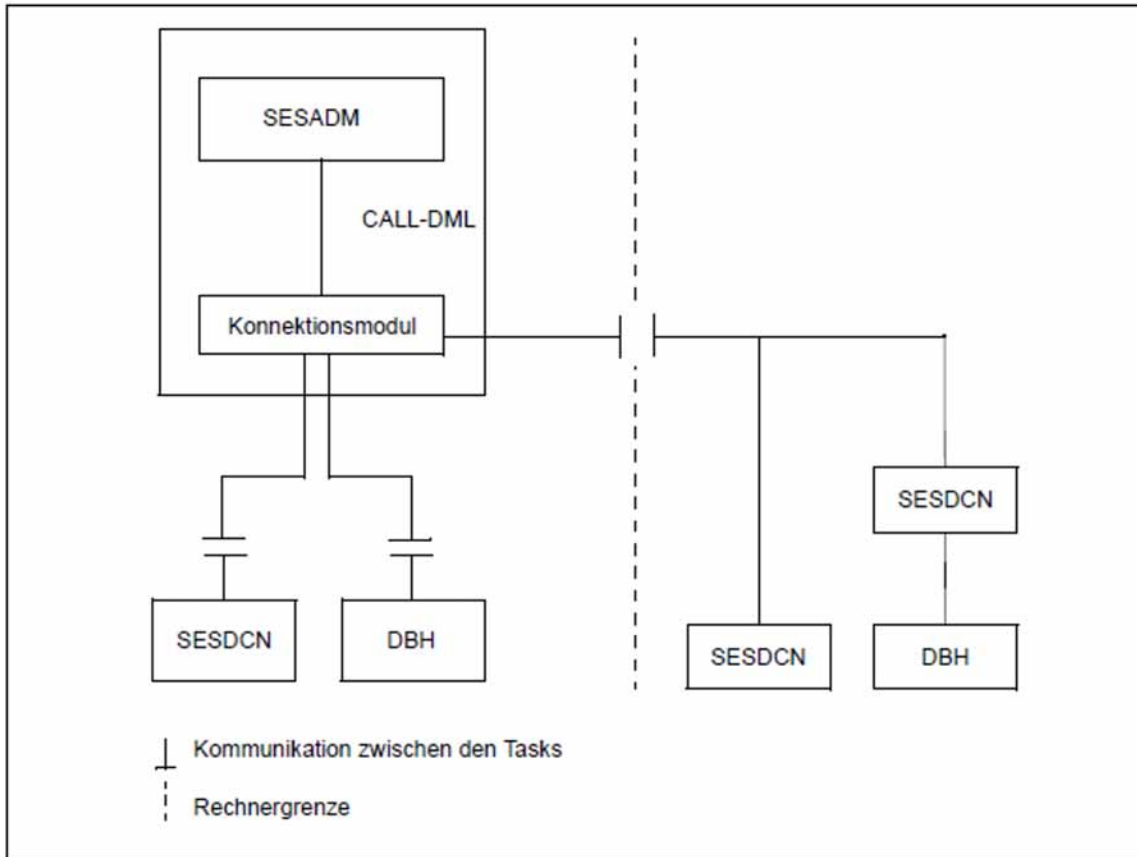 SESADM
CALL-DML
Konnektionsmodul
SESDCN
SESDCN
DBH
SESDCN
DBH
Kommunikation zwischen den Tasks
Rechnergrenze